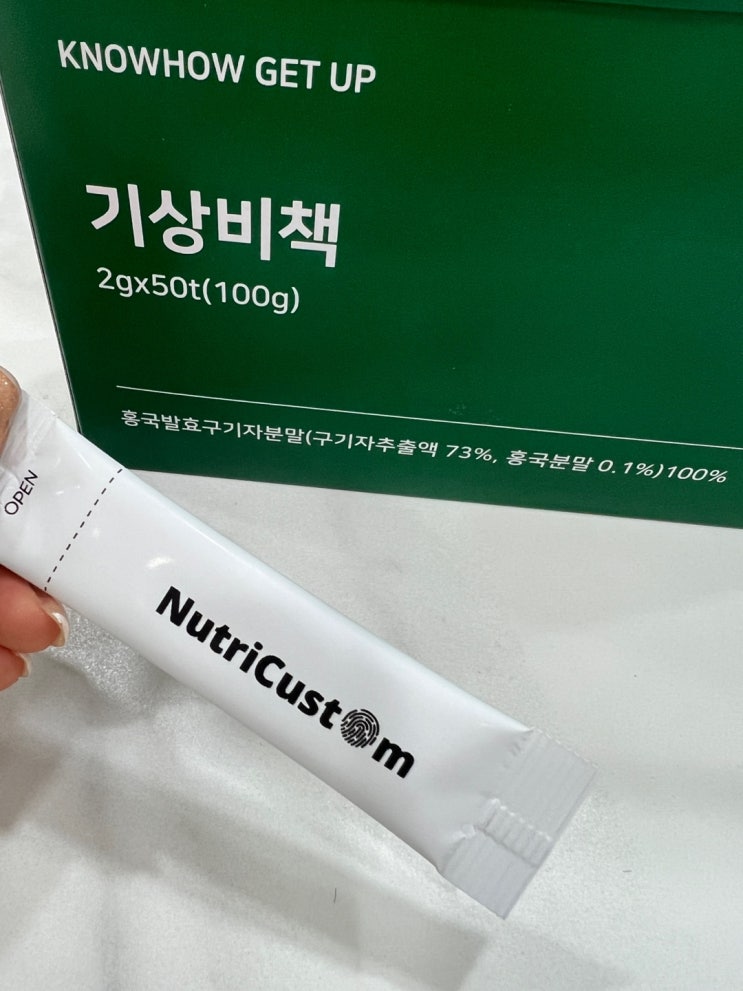 KNOWHOW GET UP
기상비책
2gx50t(100g)
홍국발효구기자분말(구기자추출액 73%, 홍국분말 0.1%)100%
OPEN
NutriCustom